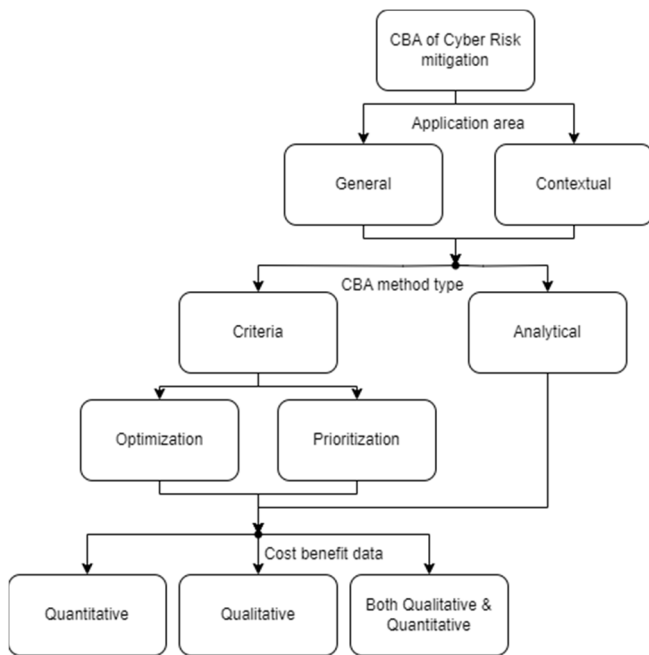 CBA of Cyber Risk
mitigation
Application area
General
Contextual
CBA method type
Criteria
Analytical
Optimization
Prioritization
Cost benefit data
Quantitative
Qualitative
Both Qualitative &
Quantitative